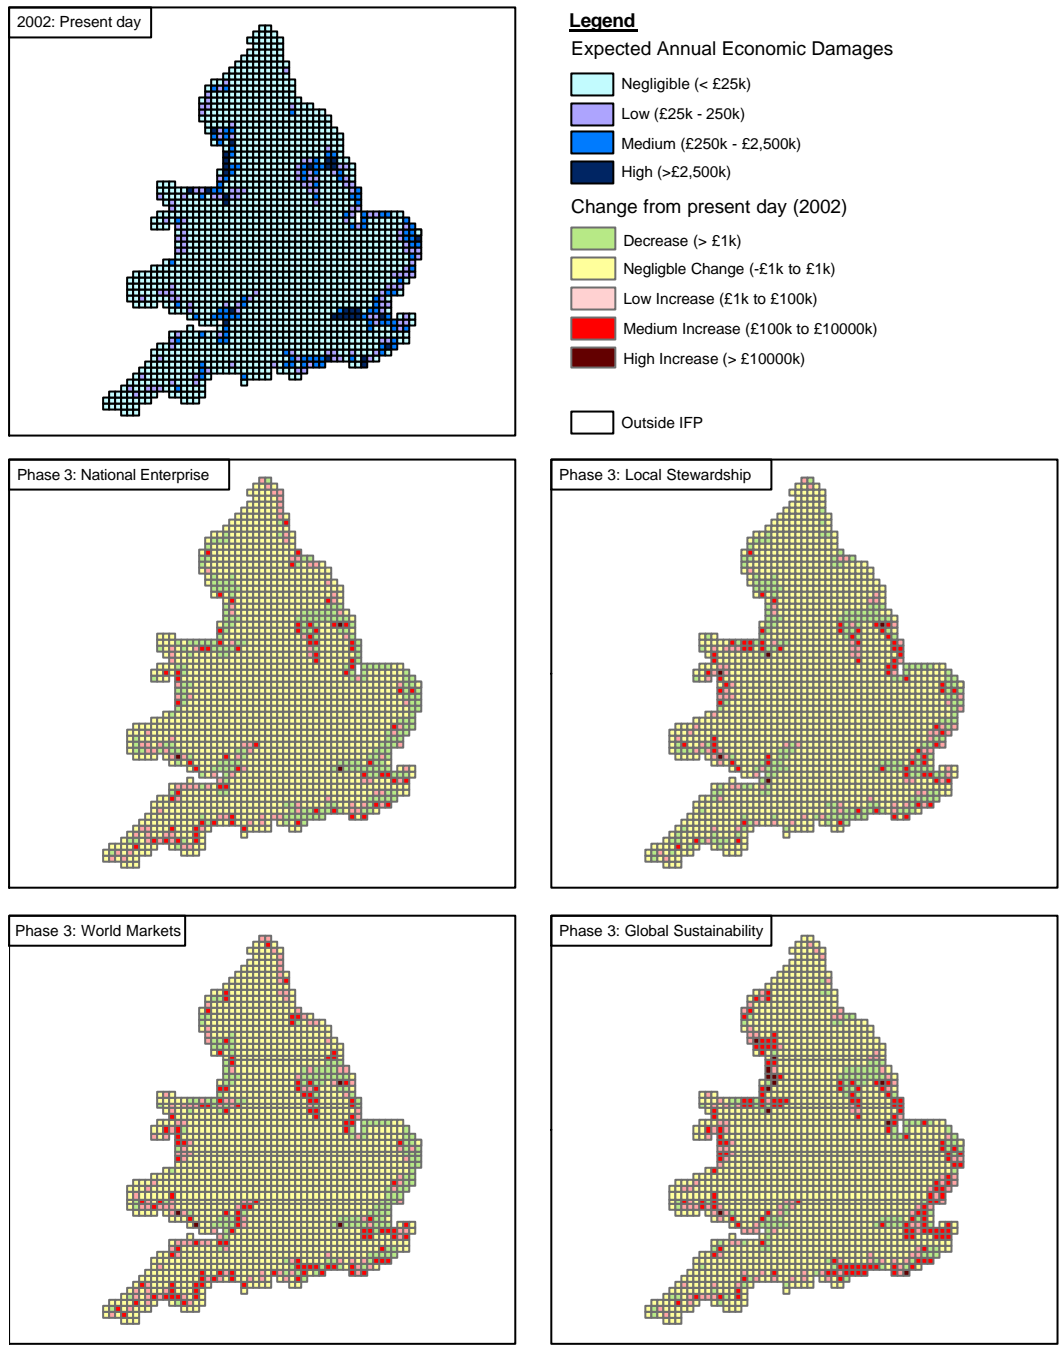 2002: Present day
Legend
Expected Annual Economic Damages
Negligible (< £25k)
Low (£25k - 250k)
Medium (£250k - £2,500k)
High (>£2,500k)
Change from present day (2002)
Decrease (> £1k)
Negligble Change (-£1k to £1k)
Low Increase (£1k to £100k)
Medium Increase (£100k to £10000k)
High Increase (> £10000k)
Outside IFP
Phase 3: National Enterprise
Phase 3: Local Stewardship
Phase 3: World Markets
Phase 3: Global Sustainability